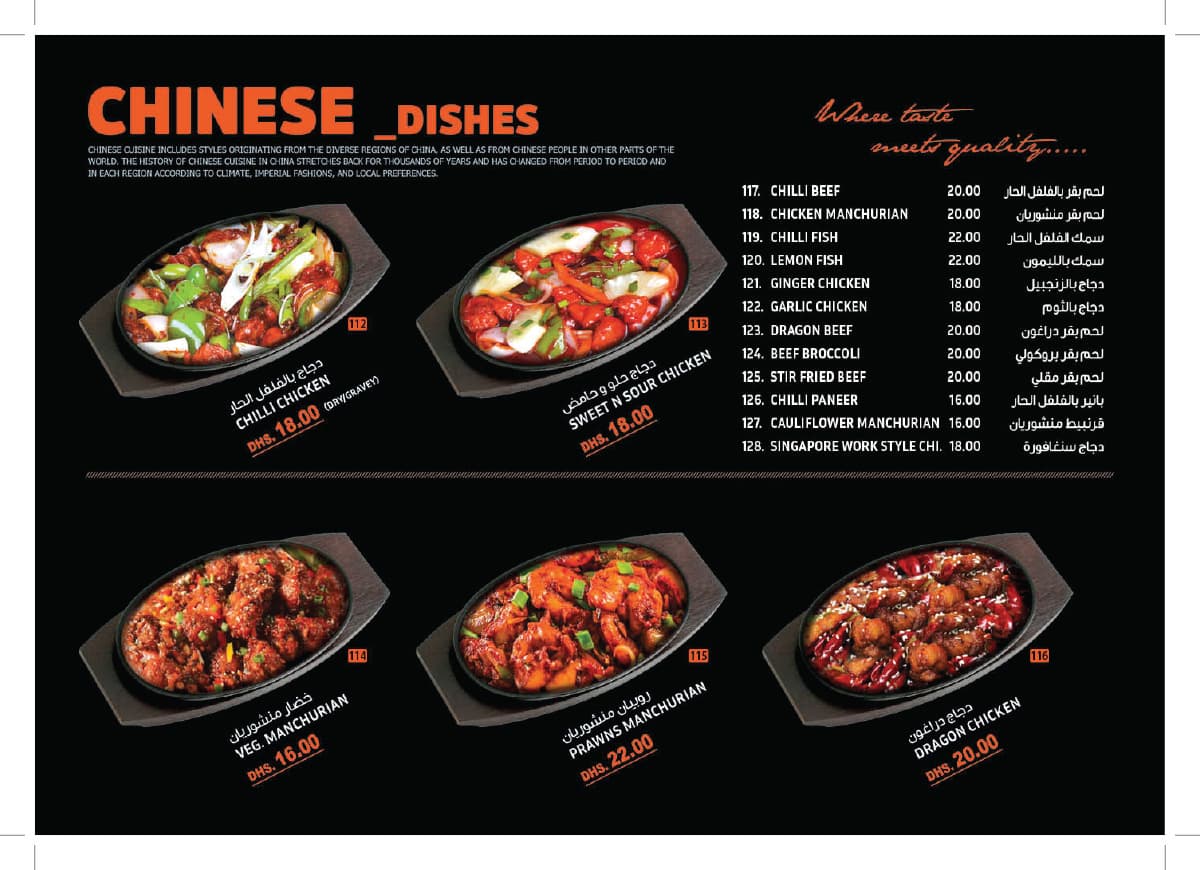 CHINESE _DISHES
CHINESE CUISINE INCLUDES STYLES ORIGINATING FROM THE DIVERSE REGIONS OF CHINA, AS WELL AS FROM CHINESE PEOPLE IN OTHER PARTS OF THE
WORLD. THE HISTORY OF CHINESE CUISINE IN CHINA STRETCHES BACK FOR THOUSANDS OF YEARS AND HAS CHANGED FROM PERIOD TO PERIOD AND
IN EACH REGION ACCORDING TO CLIMATE, IMPERIAL FASHIONS, AND LOCAL PREFERENCES.
112
دجاج بالفلفل الحار
CHILLI CHICKEN
DHS. 18.00 (DRY/GRAVEY)
113
دجاج حلو و حامض
SWEET N SOUR CHICKEN
DHS. 18.00
Where taste
meets quality.....
117. CHILLI BEEF 20.00 لحم بقر بالفلفل الحار
118. CHICKEN MANCHURIAN 20.00 لحم بقر منشوريان
119. CHILLI FISH 22.00 سمك الفلفل الحار
120. LEMON FISH 22.00 سمك بالليمون
121. GINGER CHICKEN 18.00 دجاج بالزنجبيل
122. GARLIC CHICKEN 18.00 دجاج بالثوم
123. DRAGON BEEF 20.00 لحم بقر دراغون
124. BEEF BROCCOLI 20.00 لحم بقر بروكولي
125. STIR FRIED BEEF 20.00 لحم بقر مقلي
126. CHILLI PANEER 16.00 بانير بالفلفل الحار
127. CAULIFLOWER MANCHURIAN 16.00 قرنبيط منشوريان
128. SINGAPORE WORK STYLE CHI. 18.00 دجاج سنغافورة
114
خضار منشوريان
VEG. MANCHURIAN
DHS. 16.00
115
روبيان منشوريان
PRAWNS MANCHURIAN
DHS. 22.00
116
دجاج دراغون
DRAGON CHICKEN
DHS. 20.00